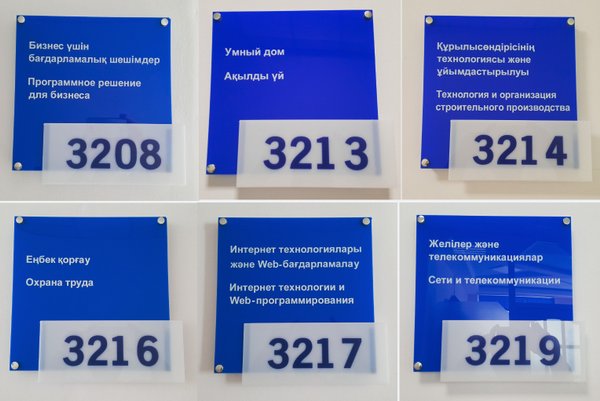 Бизнес үшін
бағдарламалық шешімдер
Программное решение
для бизнеса
3208
Умный дом
Ақылды үй
3213
Құрылысөндірісінің
технологиясы және
ұйымдастырылуы
Технология и организация
строительного производства
3214
Еңбек қорғау
Охрана труда
3216
Интернет технологиялары
және Web-бағдарламалау
Интернет технологии и
Web-программирования
3217
Желілер және
телекоммуникациялар
Сети и телекоммуникации
3219